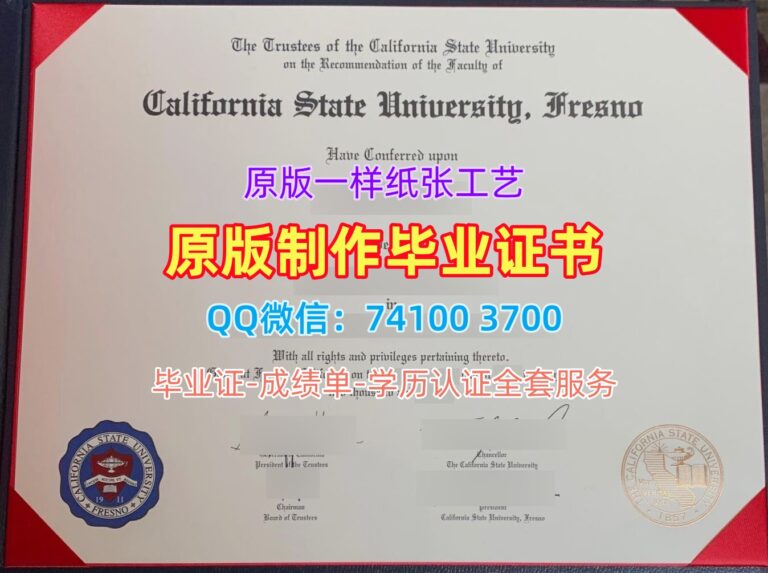 The Trustees of the California State University
on the Recommendation of the Faculty of
California State University, Fresno
Have Conferred upon
原版一样纸张工艺
原版制作毕业证书
in
QQ微信：74100 3700
With all rights and privileges pertaining thereto.
毕业证-成绩单-学历认证全套服务
President of the Trustees
Chancellor
The California State University
Chairman
Board of Trustees
president
California State University, Fresno
CALIFORNIA STATE UNIVERSITY
1911
FRESNO
CALIFORNIA STATE UNIVERSITY
1857